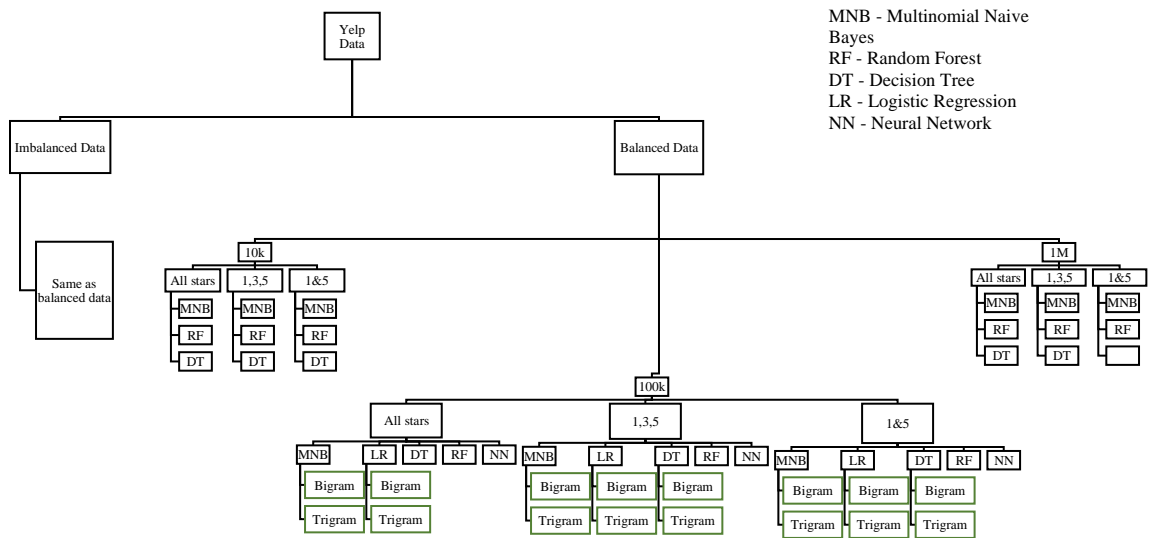 Yelp
Data
MNB - Multinomial Naive
Bayes
RF - Random Forest
DT - Decision Tree
LR - Logistic Regression
NN - Neural Network
Imbalanced Data
Balanced Data
Same as
balanced data
10k
All stars 1,3,5 1&5
MNB MNB MNB
RF RF RF
DT DT DT
1M
All stars 1,3,5 1&5
MNB MNB MNB
RF RF RF
DT DT
100k
All stars 1,3,5 1&5
MNB LR DT RF NN MNB LR DT RF NN MNB LR DT RF NN
Bigram Bigram Bigram Bigram Bigram Bigram Bigram Bigram
Trigram Trigram Trigram Trigram Trigram Trigram Trigram Trigram